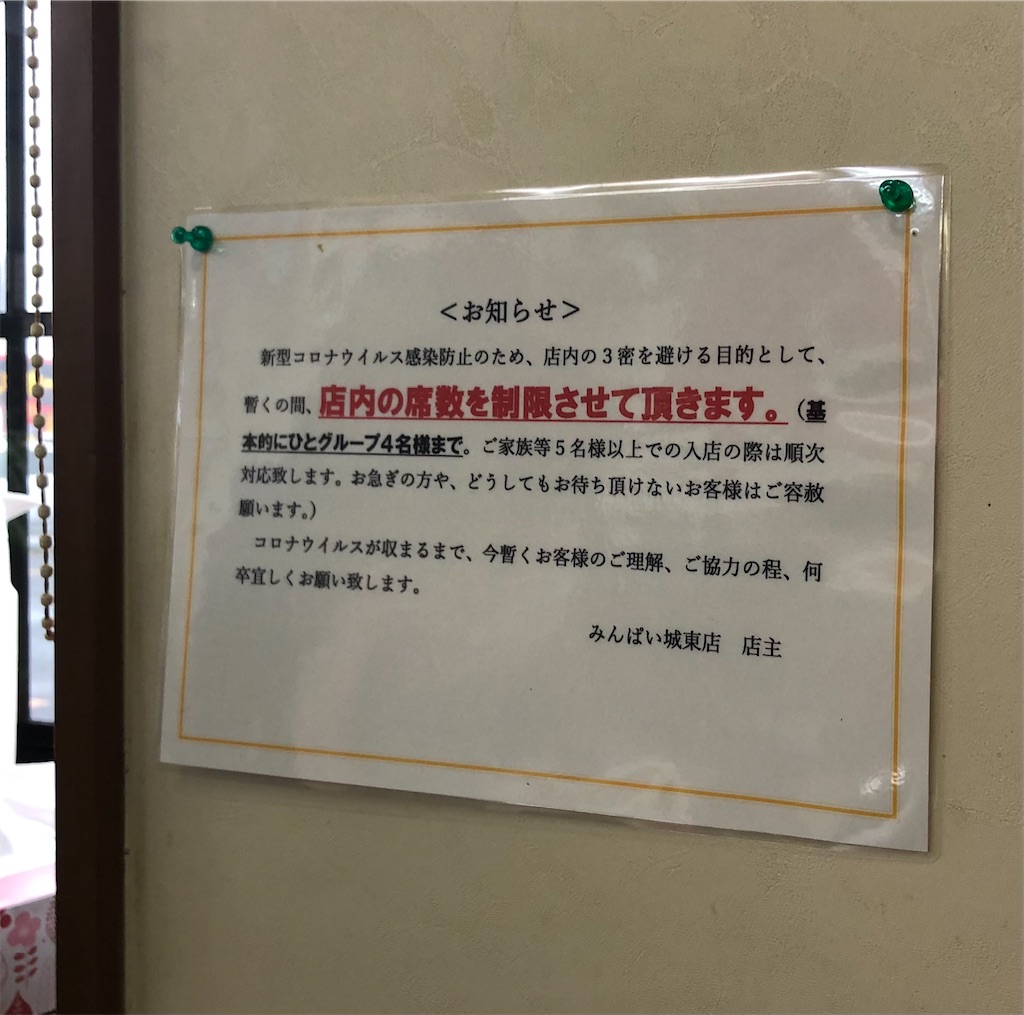 ＜お知らせ＞
新型コロナウイルス感染防止のため、店内の３密を避ける目的として、
暫くの間、店内の席数を制限させて頂きます。（基
本的にひとグループ４名様まで。ご家族等５名様以上での入店の際は順次
対応致します。お急ぎの方や、どうしてもお待ち頂けないお客様はご容赦
願います。）
コロナウイルスが収まるまで、今暫くお客様のご理解、ご協力の程、何
卒宜しくお願い致します。
みんぱい城東店　店主